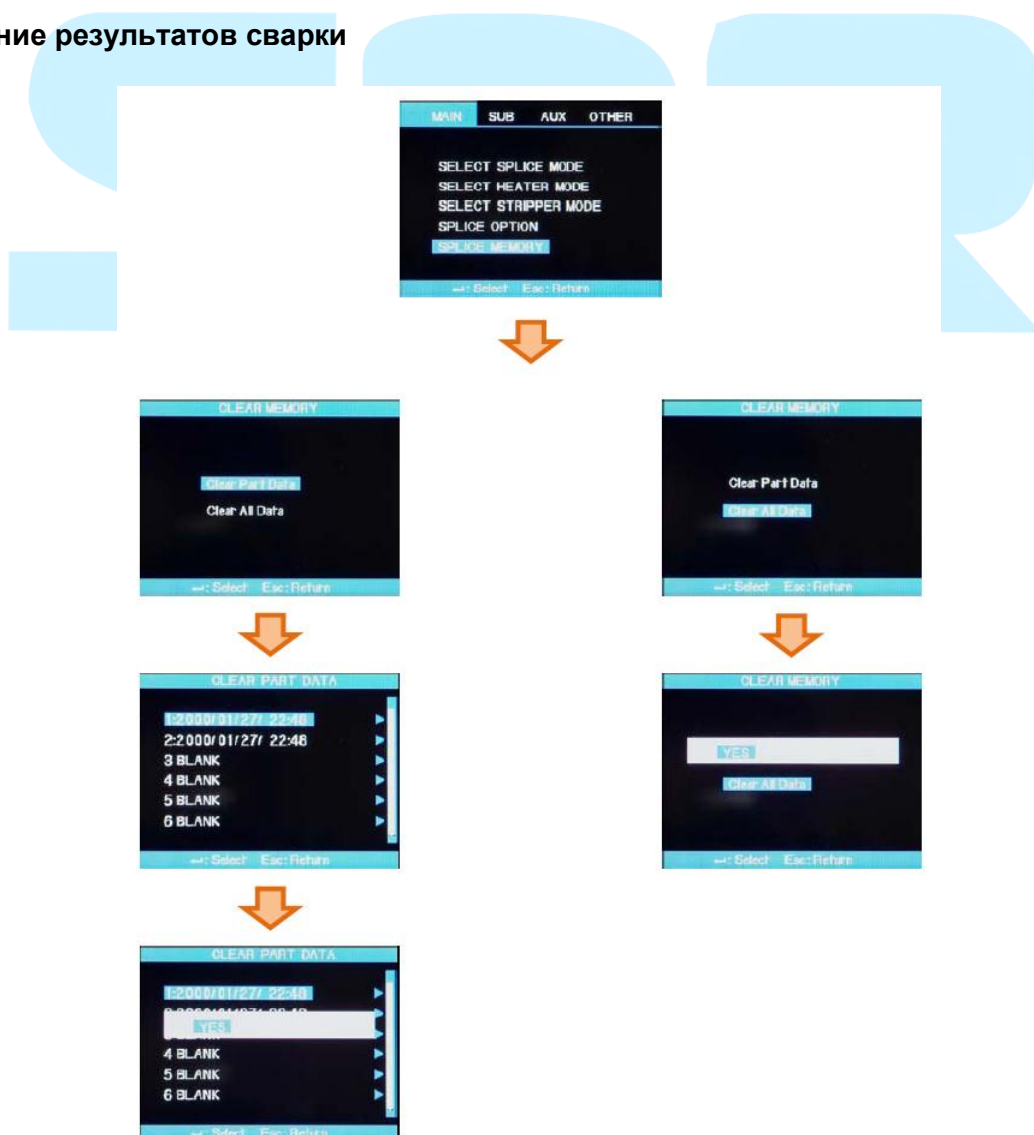 ние результатов сварки
MAIN SUB AUX OTHER
SELECT SPLICE MODE
SELECT HEATER MODE
SELECT STRIPPER MODE
SPLICE OPTION
SPLICE MEMORY
↵: Select Esc: Return
CLEAR MEMORY
Clear Part Data
Clear All Data
↵: Select Esc: Return
CLEAR MEMORY
Clear Part Data
Clear All Data
↵: Select Esc: Return
CLEAR PART DATA
1:2000/01/27/ 22:48
2:2000/01/27/ 22:48
3 BLANK
4 BLANK
5 BLANK
6 BLANK
↵: Select Esc: Return
CLEAR MEMORY
YES
Clear All Data
↵: Select Esc: Return
CLEAR PART DATA
1:2000/01/27/ 22:48
YES
4 BLANK
5 BLANK
6 BLANK
↵: Select Esc: Return